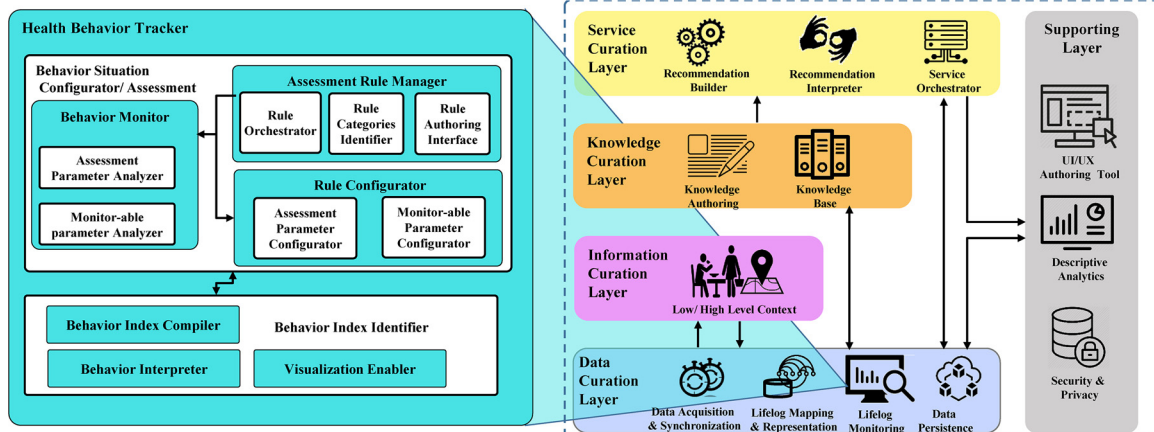 Health Behavior Tracker
Behavior Situation
Configurator/ Assessment
Behavior Monitor
Assessment
Parameter Analyzer
Monitor-able
parameter Analyzer
Assessment Rule Manager
Rule
Orchestrator
Rule
Categories
Identifier
Rule
Authoring
Interface
Rule Configurator
Assessment
Parameter
Configurator
Monitor-able
Parameter
Configurator
Behavior Index Compiler
Behavior Index Identifier
Behavior Interpreter
Visualization Enabler
Service
Curation
Layer
Recommendation
Builder
Recommendation
Interpreter
Service
Orchestrator
Knowledge
Curation
Layer
Knowledge
Authoring
Knowledge
Base
Information
Curation
Layer
Low/ High Level Context
Data
Curation
Layer
Data Acquisition
& Synchronization
Lifelog Mapping
& Representation
Lifelog
Monitoring
Data
Persistence
Supporting
Layer
UI/UX
Authoring Tool
Descriptive
Analytics
Security &
Privacy